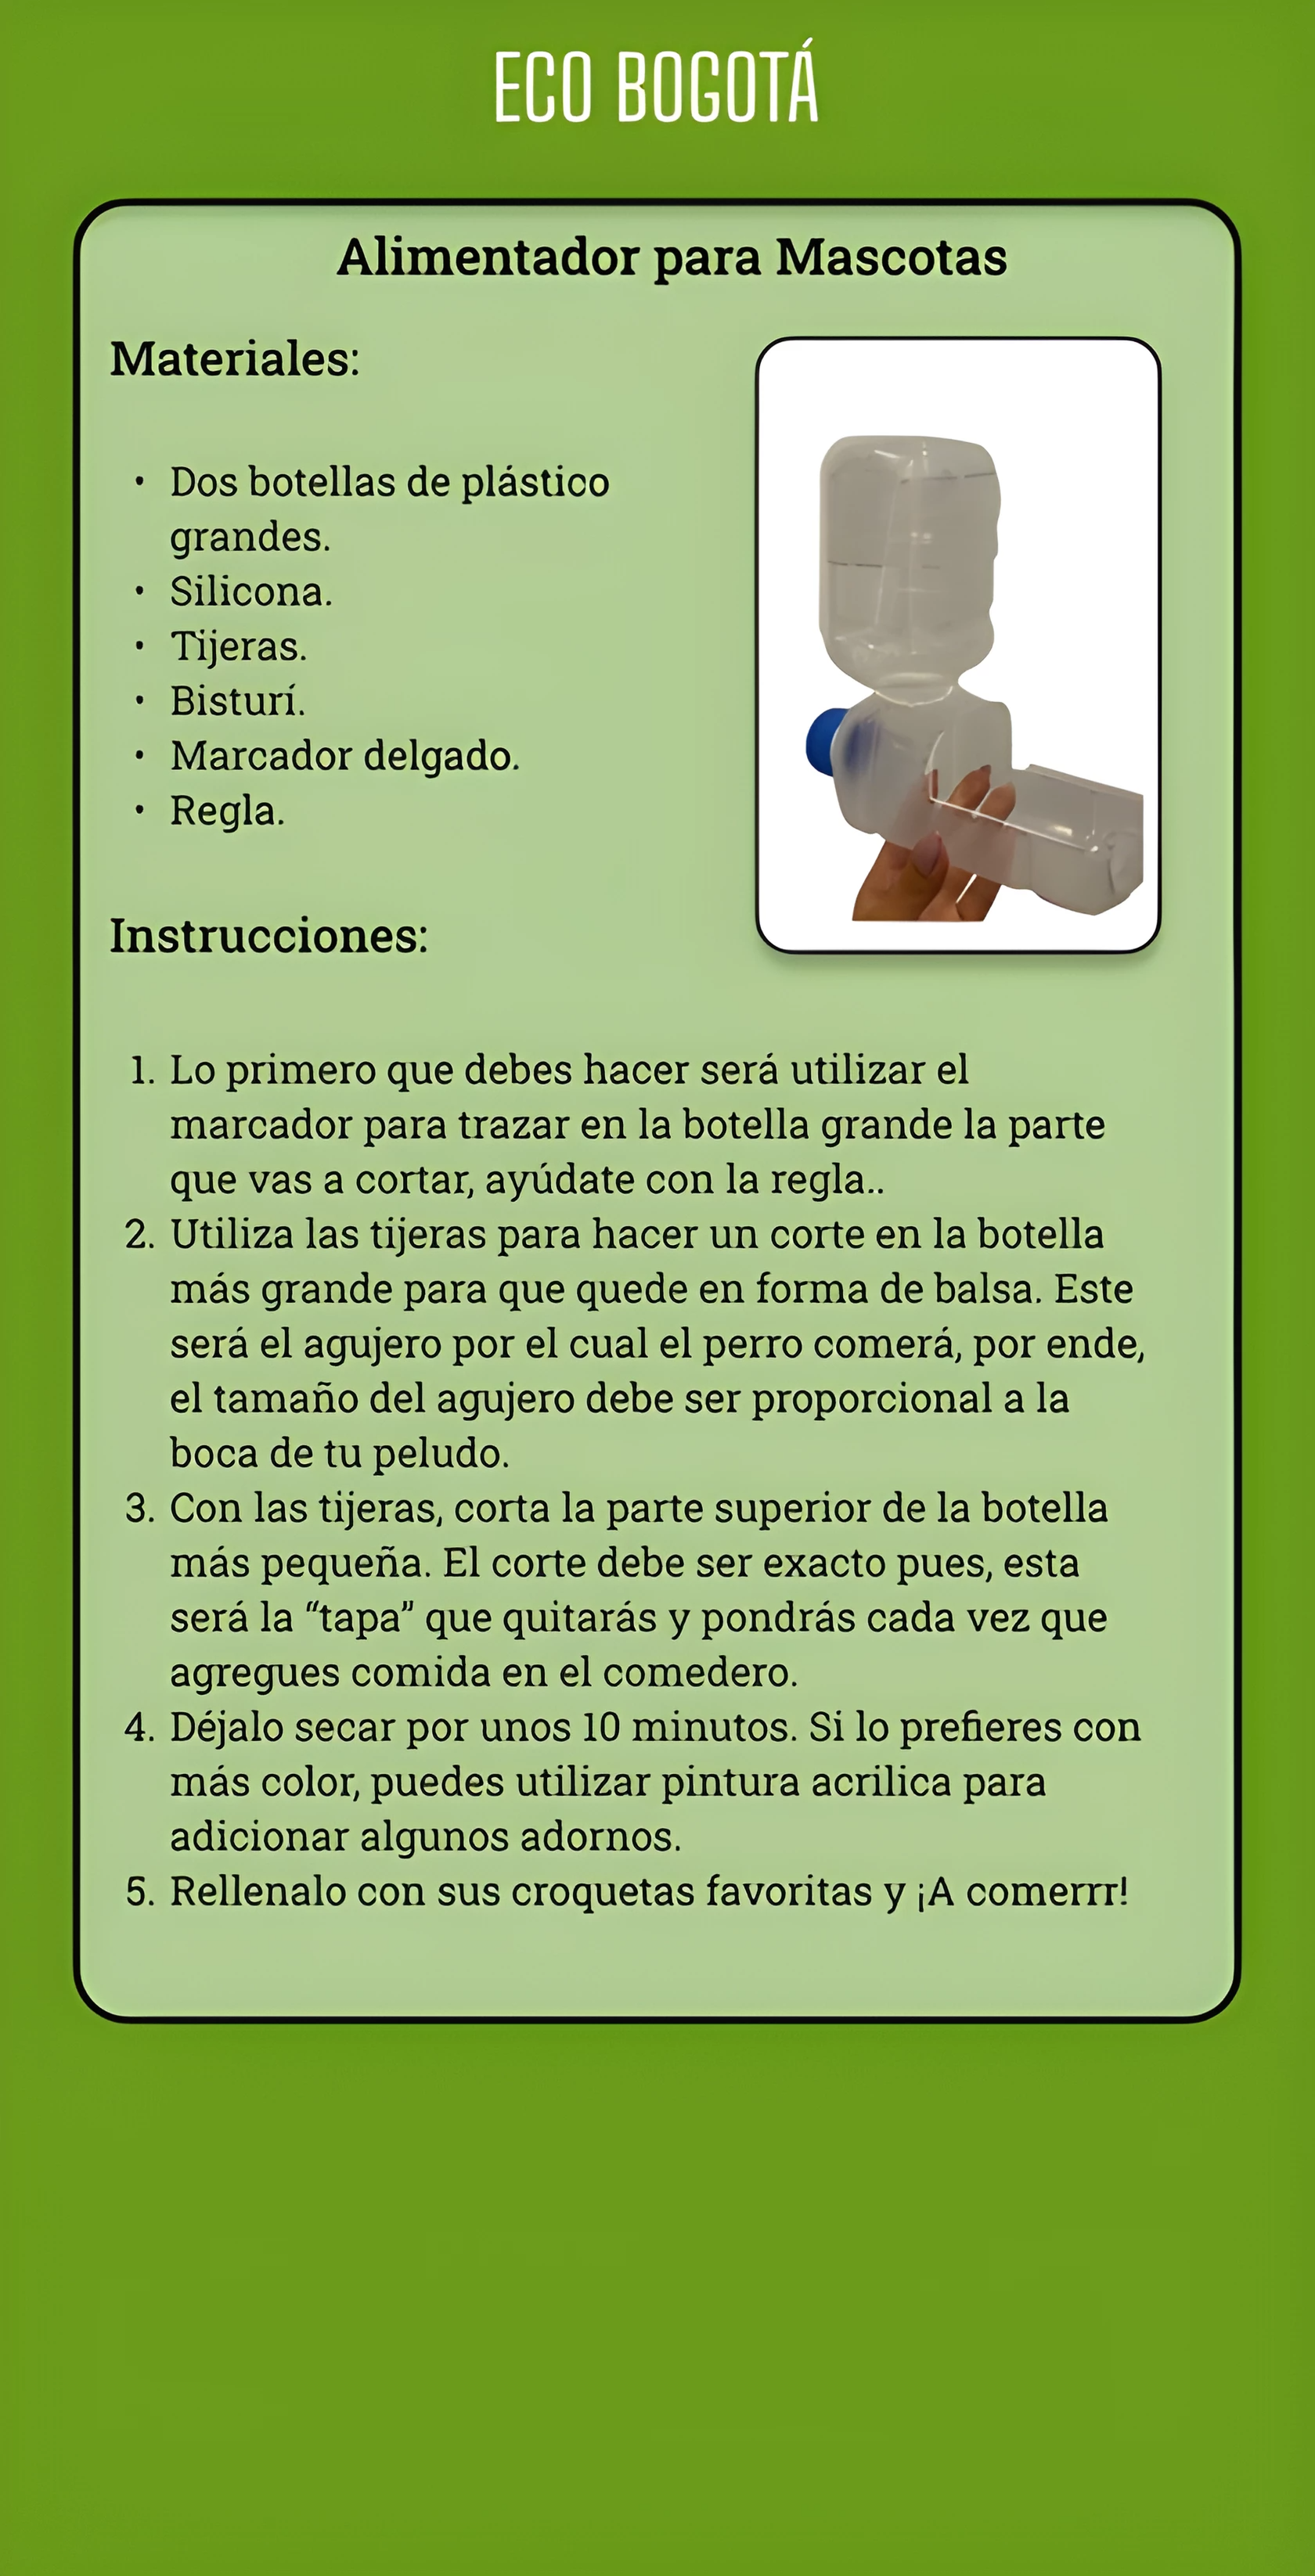 ECO BOGOTÁ
Alimentador para Mascotas
Materiales:
• Dos botellas de plástico
grandes.
• Silicona.
• Tijeras.
• Bisturí.
• Marcador delgado.
• Regla.
Instrucciones:
1. Lo primero que debes hacer será utilizar el
marcador para trazar en la botella grande la parte
que vas a cortar, ayúdate con la regla..
2. Utiliza las tijeras para hacer un corte en la botella
más grande para que quede en forma de balsa. Este
será el agujero por el cual el perro comerá, por ende,
el tamaño del agujero debe ser proporcional a la
boca de tu peludo.
3. Con las tijeras, corta la parte superior de la botella
más pequeña. El corte debe ser exacto pues, esta
será la “tapa” que quitarás y pondrás cada vez que
agregues comida en el comedero.
4. Déjalo secar por unos 10 minutos. Si lo prefieres con
más color, puedes utilizar pintura acrilica para
adicionar algunos adornos.
5. Rellenalo con sus croquetas favoritas y ¡A comerrr!